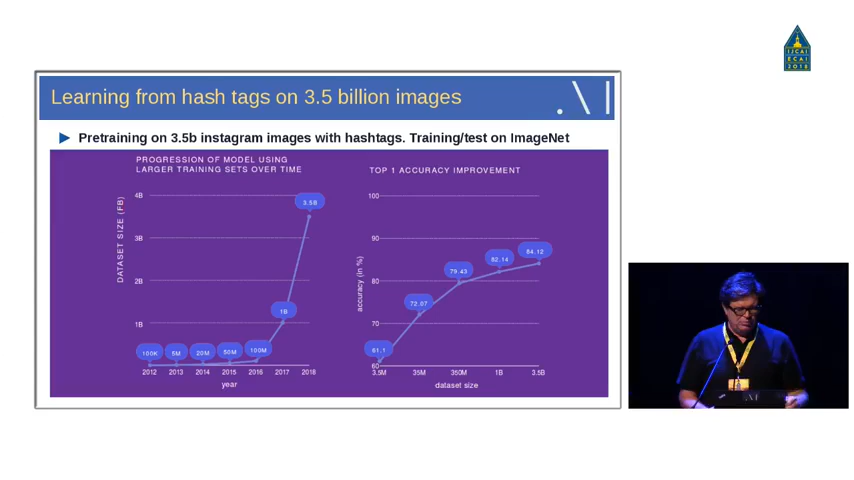 IJCAI
ECAI
2018
Learning from hash tags on 3.5 billion images
Pretraining on 3.5b instagram images with hashtags. Training/test on ImageNet
PROGRESSION OF MODEL USING
LARGER TRAINING SETS OVER TIME
DATASET SIZE (FB)
4B
3B
2B
1B
100K
5M
20M
50M
100M
1B
3.5B
2012
2013
2014
2015
2016
2017
2018
year
TOP 1 ACCURACY IMPROVEMENT
accuracy (in %)
100
90
80
70
60
61.1
72.07
79.43
82.14
84.12
3.5M
35M
350M
1B
3.5B
dataset size